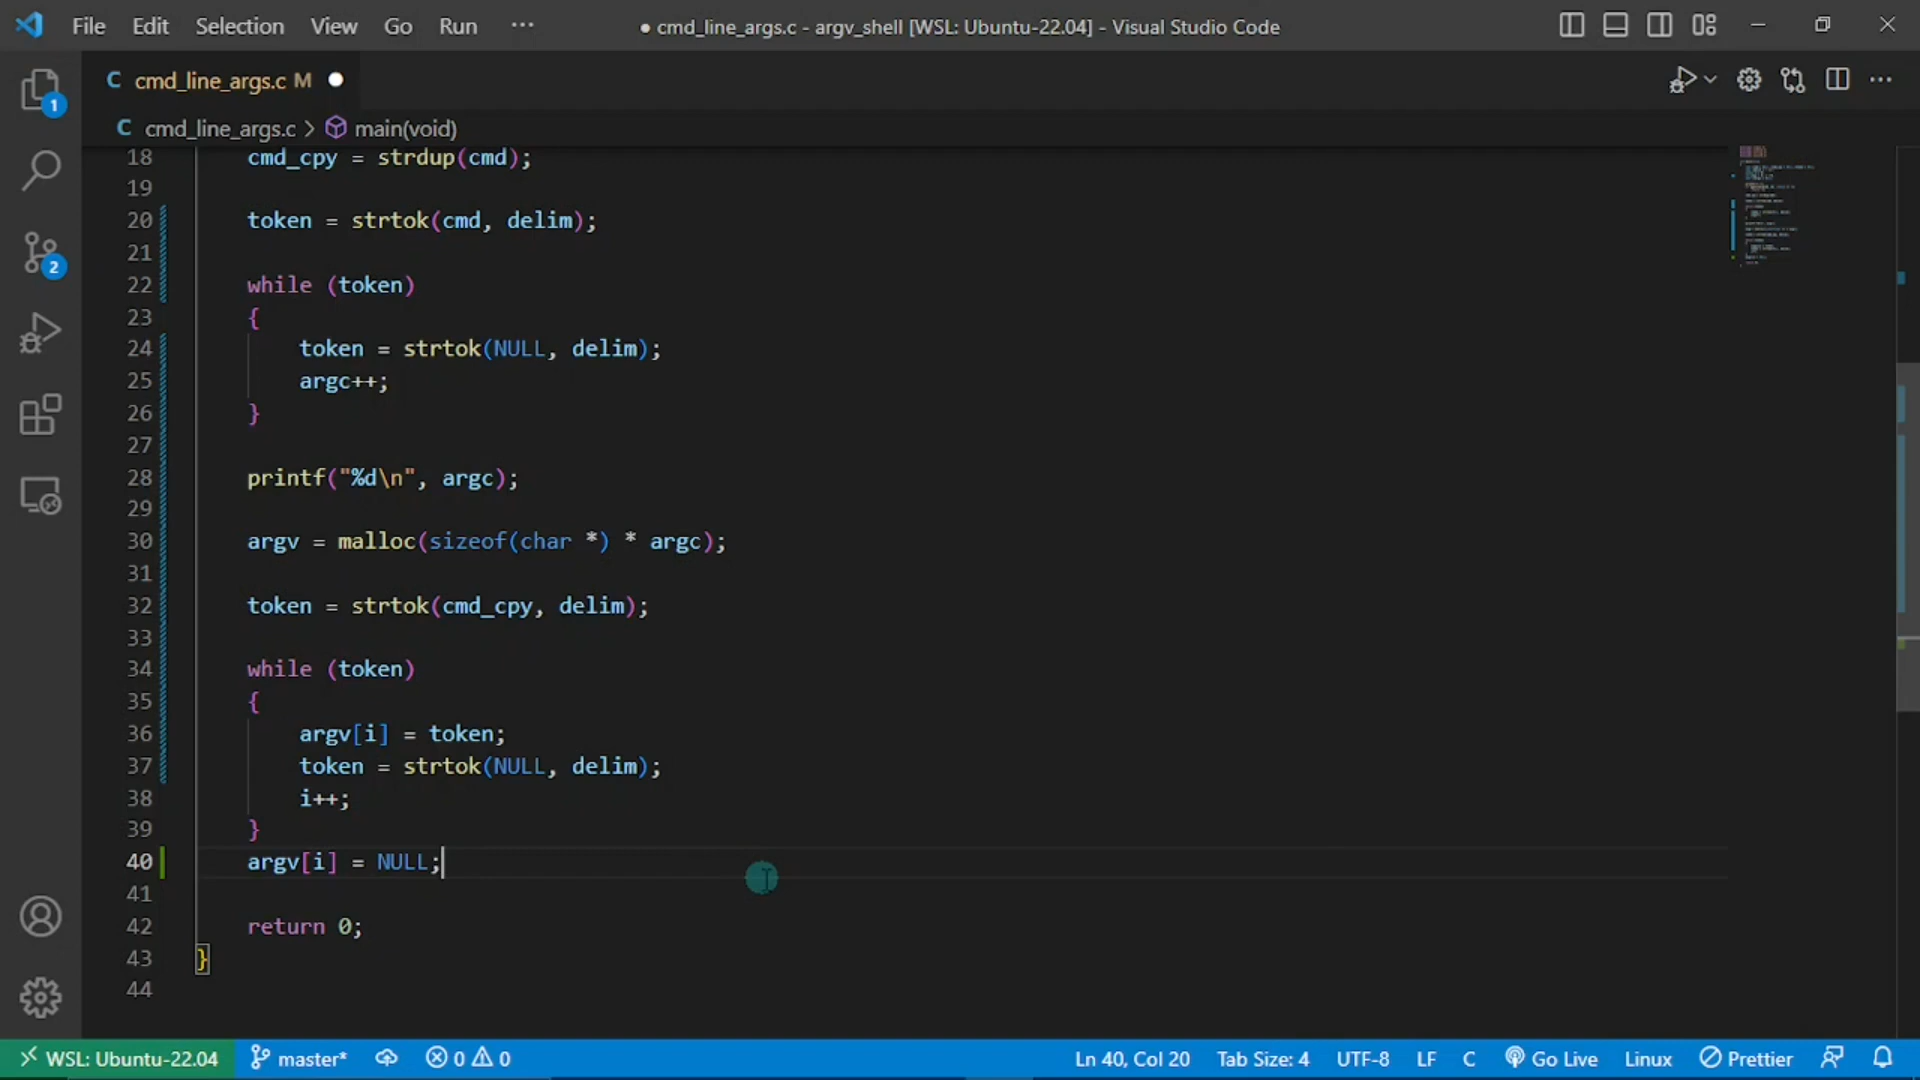 File Edit Selection View Go Run ··· ● cmd_line_args.c - argv_shell [WSL: Ubuntu-22.04] - Visual Studio Code
C cmd_line_args.c M ●
C cmd_line_args.c > main(void)
1
2
18 cmd_cpy = strdup(cmd);
19
20 token = strtok(cmd, delim);
21
22 while (token)
23 {
24 token = strtok(NULL, delim);
25 argc++;
26 }
27
28 printf("%d\n", argc);
29
30 argv = malloc(sizeof(char *) * argc);
31
32 token = strtok(cmd_cpy, delim);
33
34 while (token)
35 {
36 argv[i] = token;
37 token = strtok(NULL, delim);
38 i++;
39 }
40 argv[i] = NULL;
41
42 return 0;
43 }
44
WSL: Ubuntu-22.04 master* 0 0 Ln 40, Col 20 Tab Size: 4 UTF-8 LF C Go Live Linux Prettier